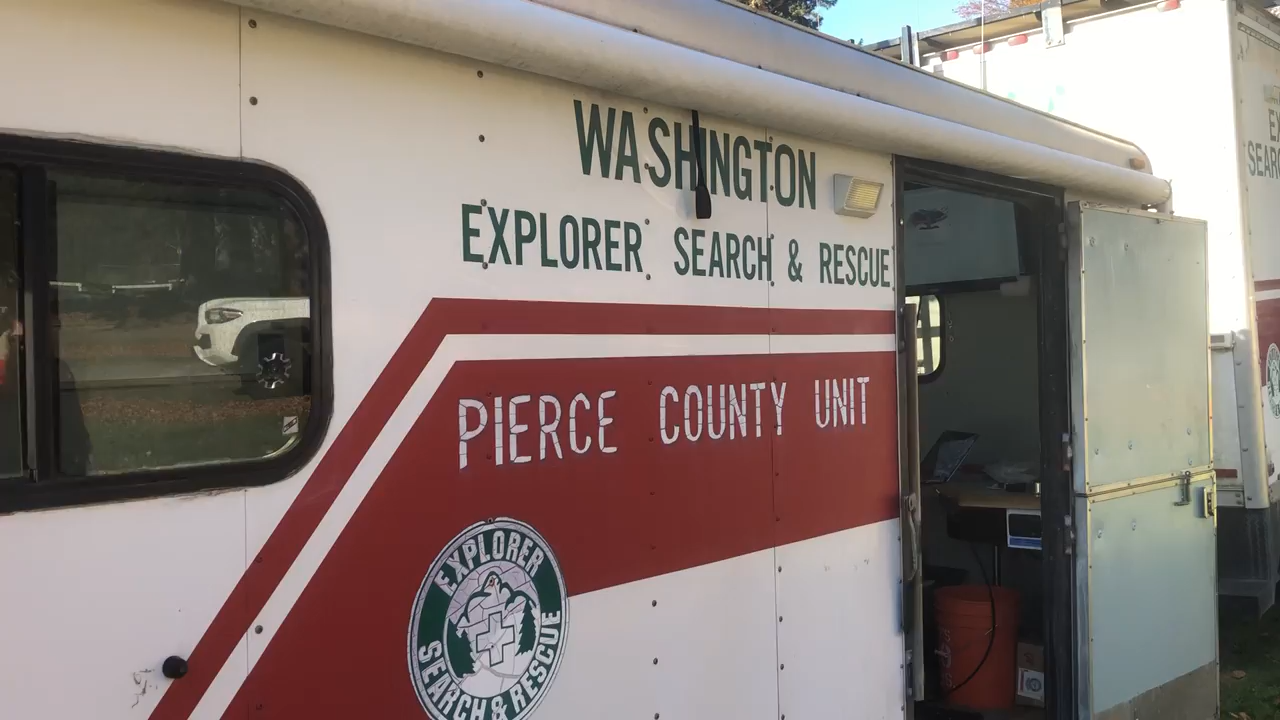 WASHINGTON
EXPLORER SEARCH & RESCUE
PIERCE COUNTY UNIT
EXPLORER
SEARCH & RESCUE